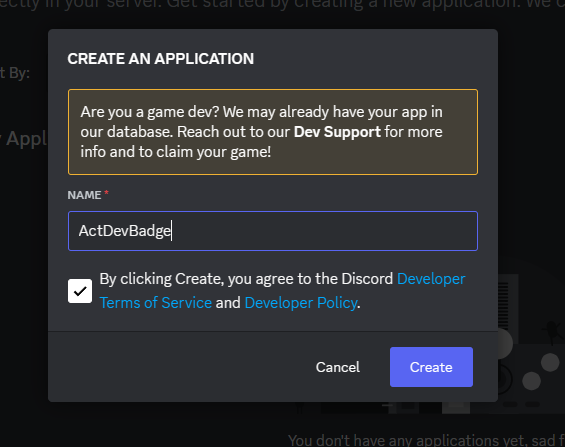 ectly in your server. Get started by creating a new application. We c
CREATE AN APPLICATION
t By:
Are you a game dev? We may already have your app in
our database. Reach out to our Dev Support for more
info and to claim your game!
Appl
NAME *
ActDevBadge
By clicking Create, you agree to the Discord Developer
Terms of Service and Developer Policy.
Cancel
Create
You don't have any applications yet, sad f